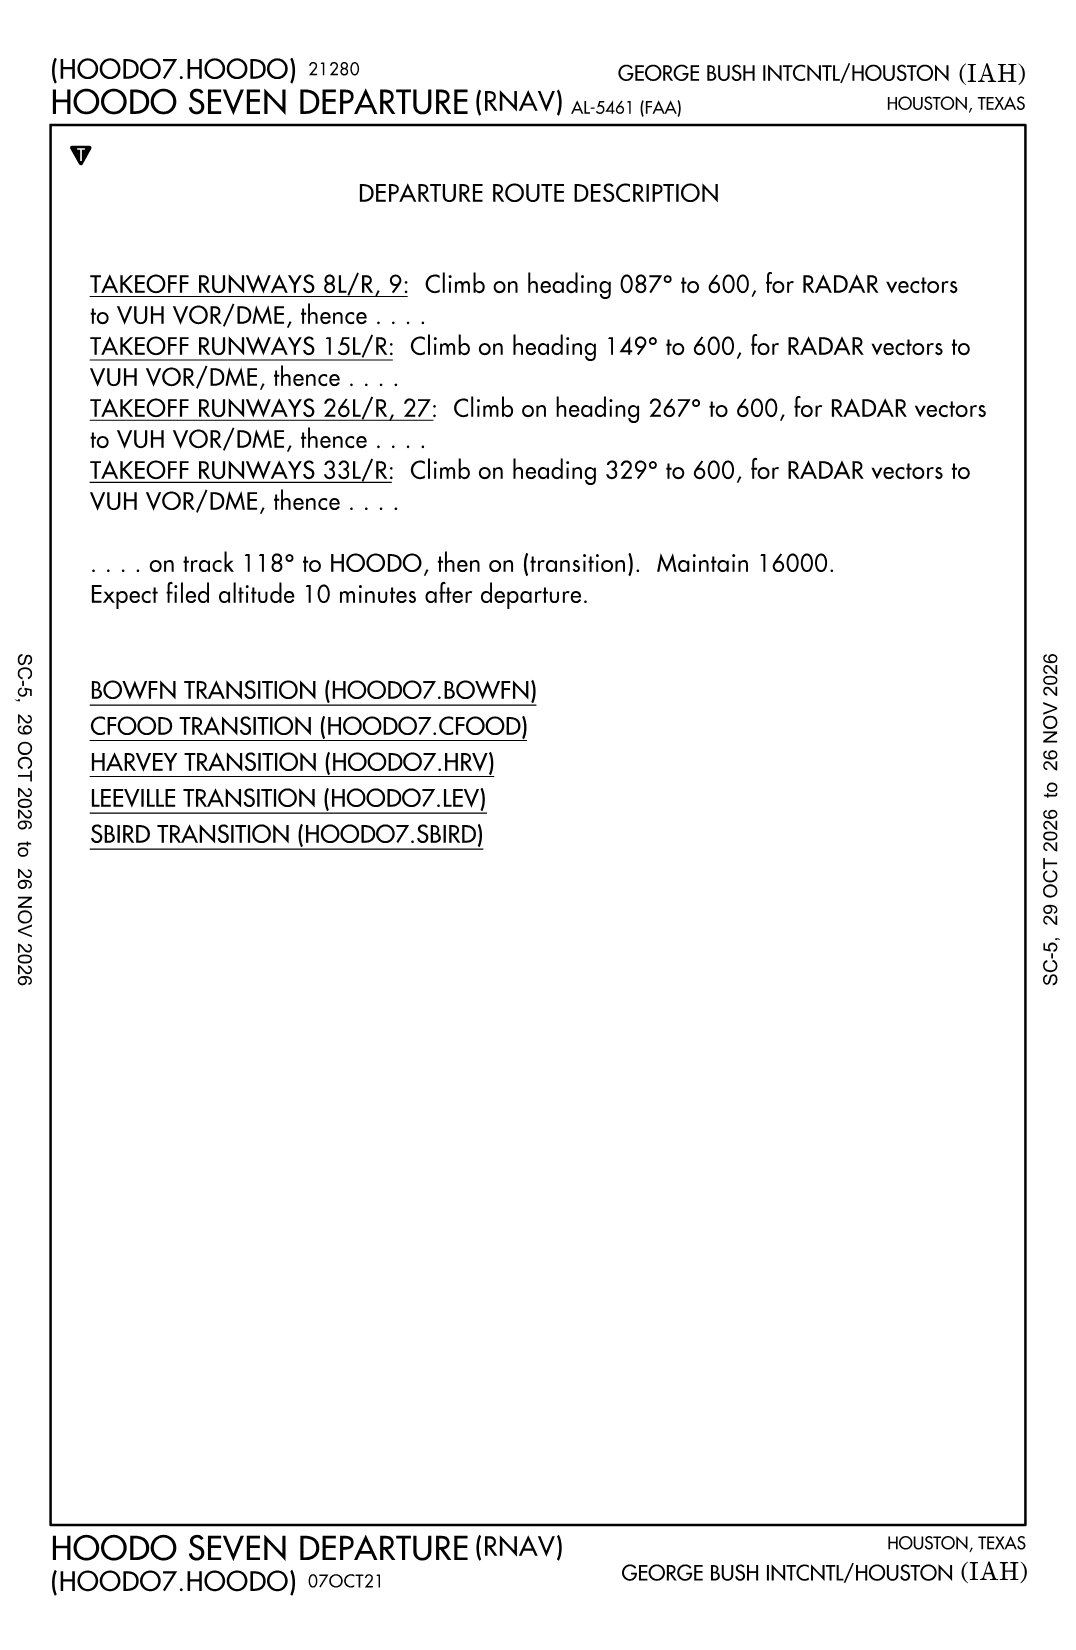 (HOODO7.HOODO) 21280
HOODO SEVEN DEPARTURE (RNAV) AL-5461 (FAA)
GEORGE BUSH INTCNTL/HOUSTON (IAH)
HOUSTON, TEXAS
T
DEPARTURE ROUTE DESCRIPTION
TAKEOFF RUNWAYS 8L/R, 9: Climb on heading 087° to 600, for RADAR vectors
to VUH VOR/DME, thence . . . .
TAKEOFF RUNWAYS 15L/R: Climb on heading 149° to 600, for RADAR vectors to
VUH VOR/DME, thence . . . .
TAKEOFF RUNWAYS 26L/R, 27: Climb on heading 267° to 600, for RADAR vectors
to VUH VOR/DME, thence . . . .
TAKEOFF RUNWAYS 33L/R: Climb on heading 329° to 600, for RADAR vectors to
VUH VOR/DME, thence . . . .
. . . . on track 118° to HOODO, then on (transition). Maintain 16000.
Expect filed altitude 10 minutes after departure.
BOWFN TRANSITION (HOODO7.BOWFN)
CFOOD TRANSITION (HOODO7.CFOOD)
HARVEY TRANSITION (HOODO7.HRV)
LEEVILLE TRANSITION (HOODO7.LEV)
SBIRD TRANSITION (HOODO7.SBIRD)
SC-5, 29 OCT 2026 to 26 NOV 2026
SC-5, 29 OCT 2026 to 26 NOV 2026
HOODO SEVEN DEPARTURE (RNAV)
(HOODO7.HOODO) 07OCT21
HOUSTON, TEXAS
GEORGE BUSH INTCNTL/HOUSTON (IAH)